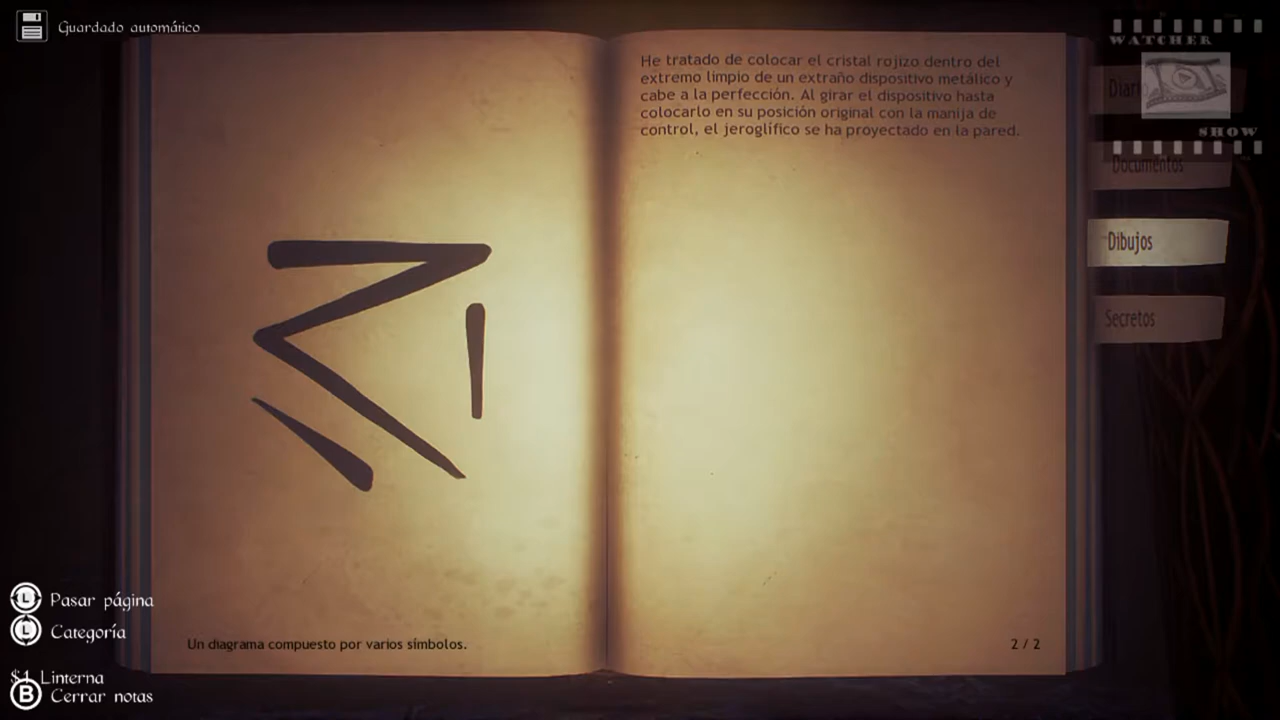 Guardado automático
WATCHER
SHOW
He tratado de colocar el cristal rojizo dentro del
extremo limpio de un extraño dispositivo metálico y
cabe a la perfección. Al girar el dispositivo hasta
colocarlo en su posición original con la manija de
control, el jeroglífico se ha proyectado en la pared.
Documentos
Dibujos
Secretos
Un diagrama compuesto por varios símbolos.
2 / 2
L Pasar página
L Categoría
Linterna
B Cerrar notas